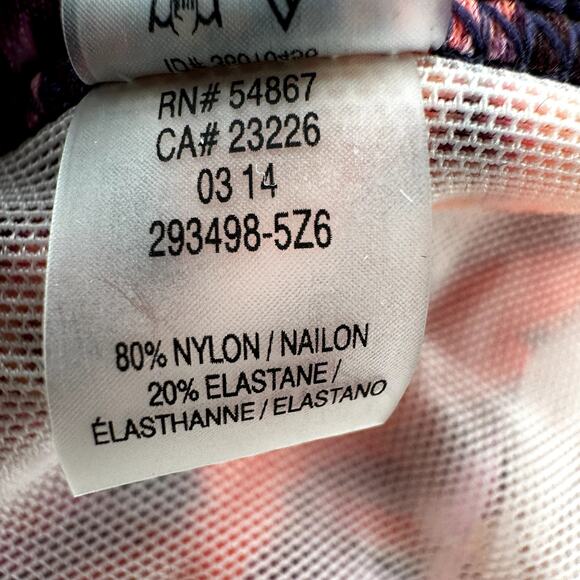 RN# 54867
CA# 23226
03 14
293498-5Z6
80% NYLON / NAILON
20% ELASTANE /
ÉLASTHANNE / ELASTANO